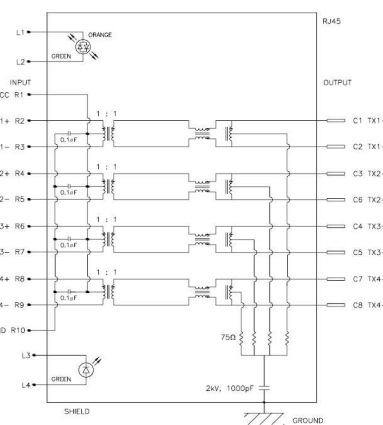 RJ45
L1
ORANGE
L2
GREEN
INPUT
OUTPUT
CC R1
1 : 1
1+ R2
C1 TX1-
0.1uF
1- R3
C2 TX1-
1 : 1
2+ R4
C3 TX2-
0.1uF
2- R5
C6 TX2-
1 : 1
3+ R6
C4 TX3-
0.1uF
3- R7
C5 TX3-
1 : 1
4+ R8
C7 TX4-
0.1uF
4- R9
C8 TX4-
D R10
75Ω
L3
GREEN
L4
2kV, 1000pF
SHIELD
GROUND